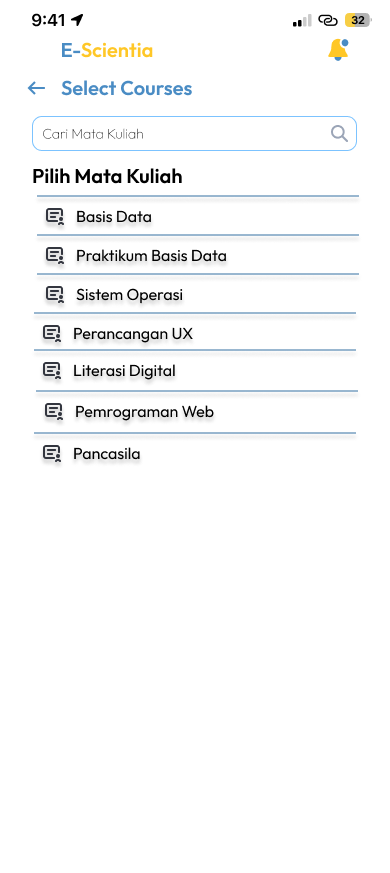 9:41
32
E-Scientia
Select Courses
Cari Mata Kuliah
Pilih Mata Kuliah
Basis Data
Praktikum Basis Data
Sistem Operasi
Perancangan UX
Literasi Digital
Pemrograman Web
Pancasila